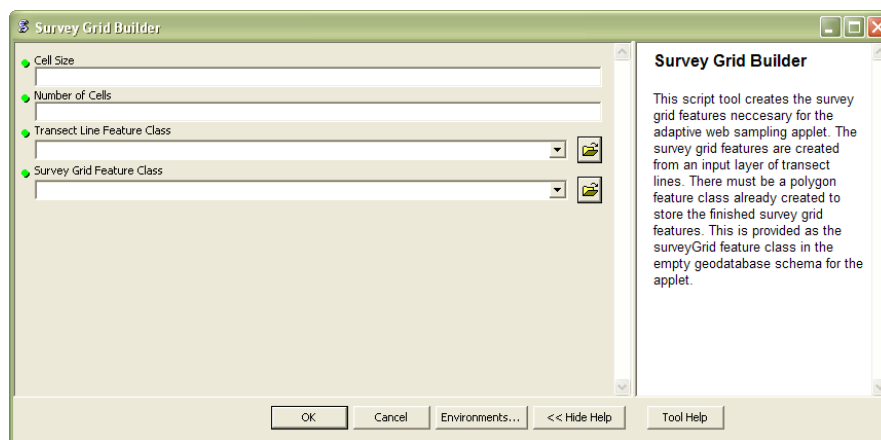 Survey Grid Builder
Cell Size
Number of Cells
Transect Line Feature Class
Survey Grid Feature Class
Survey Grid Builder
This script tool creates the survey
grid features neccesary for the
adaptive web sampling applet. The
survey grid features are created
from an input layer of transect
lines. There must be a polygon
feature class already created to
store the finished survey grid
features. This is provided as the
surveyGrid feature class in the
empty geodatabase schema for the
applet.
OK
Cancel
Environments...
<< Hide Help
Tool Help